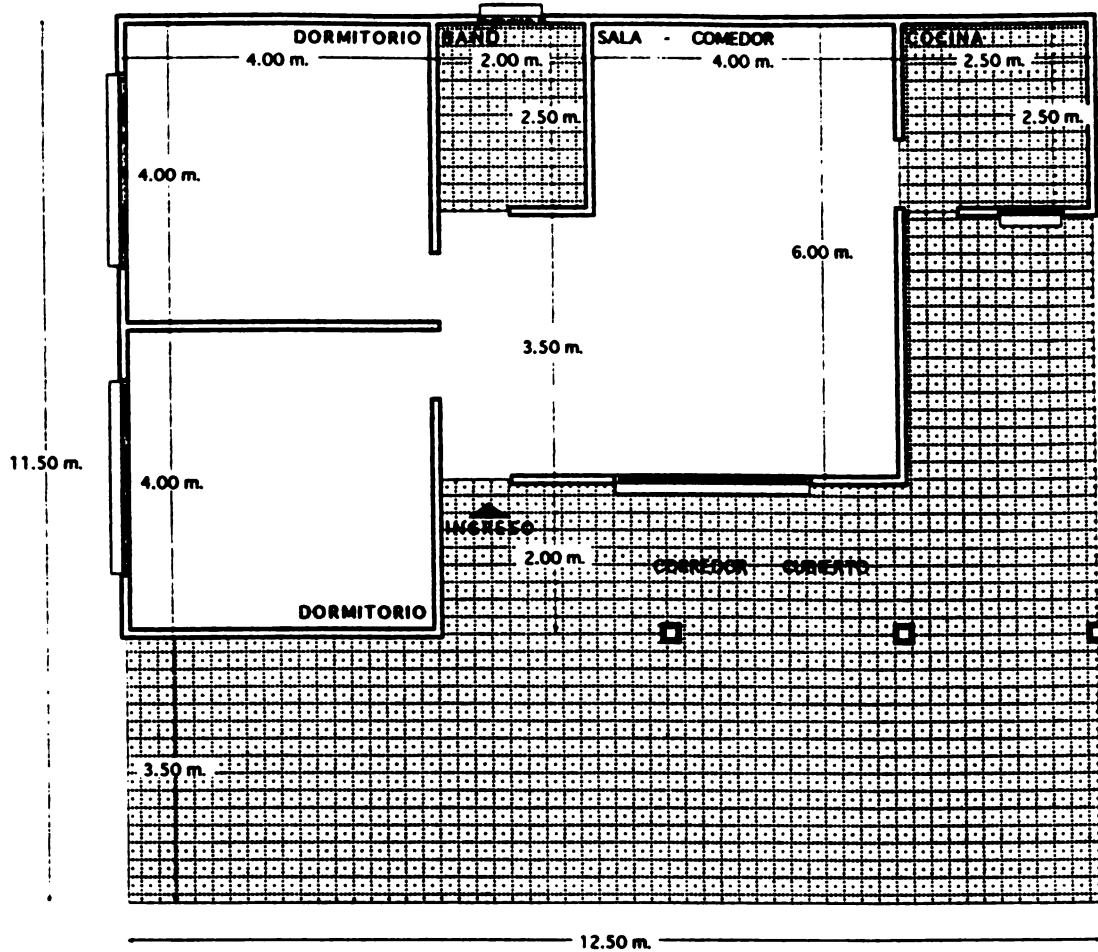 DORMITORIO BAÑO SALA - COMEDOR COCINA
4.00 m. 2.00 m. 4.00 m. 2.50 m.
2.50 m. 2.50 m.
4.00 m.
6.00 m.
3.50 m.
11.50 m.
4.00 m.
INGRESO
2.00 m. CORREDOR CUBIERTO
DORMITORIO
3.50 m.
12.50 m.